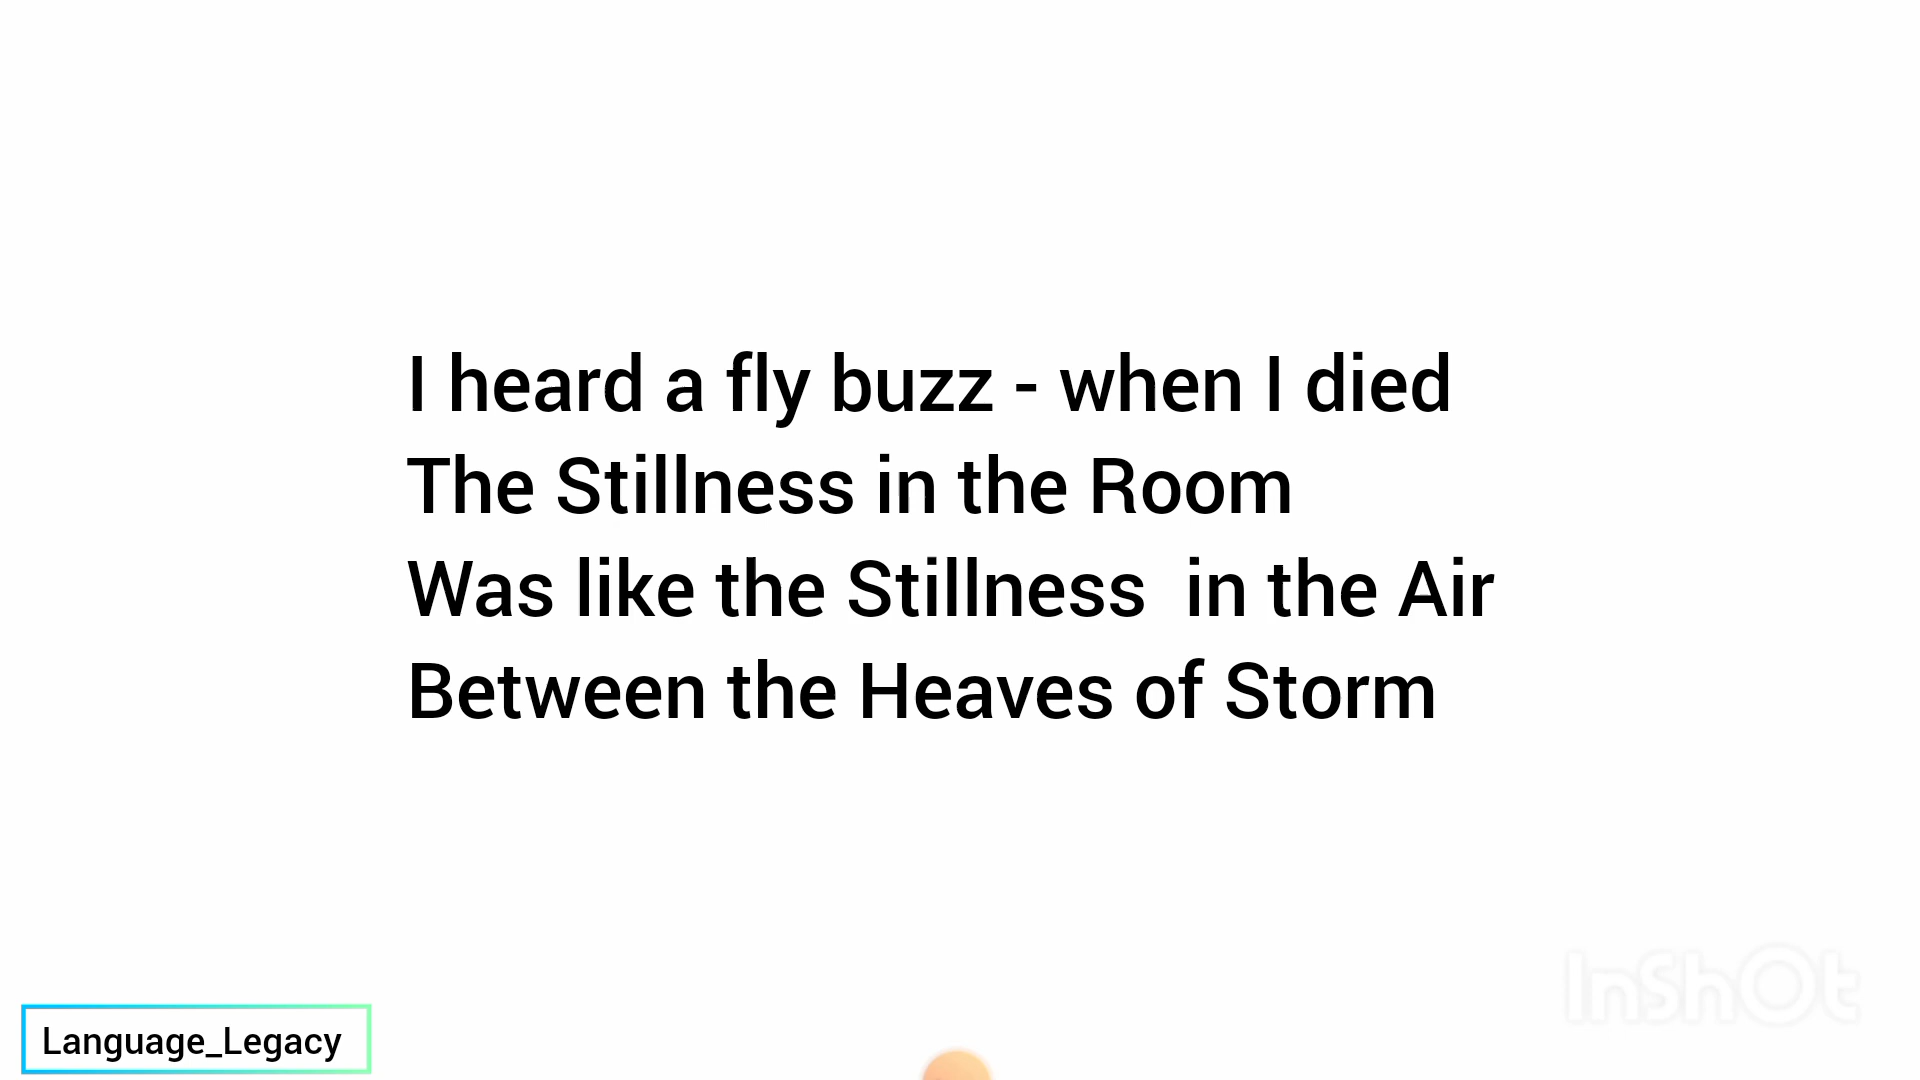 I heard a fly buzz - when I died
The Stillness in the Room
Was like the Stillness  in the Air
Between the Heaves of Storm
InShOt
Language_Legacy